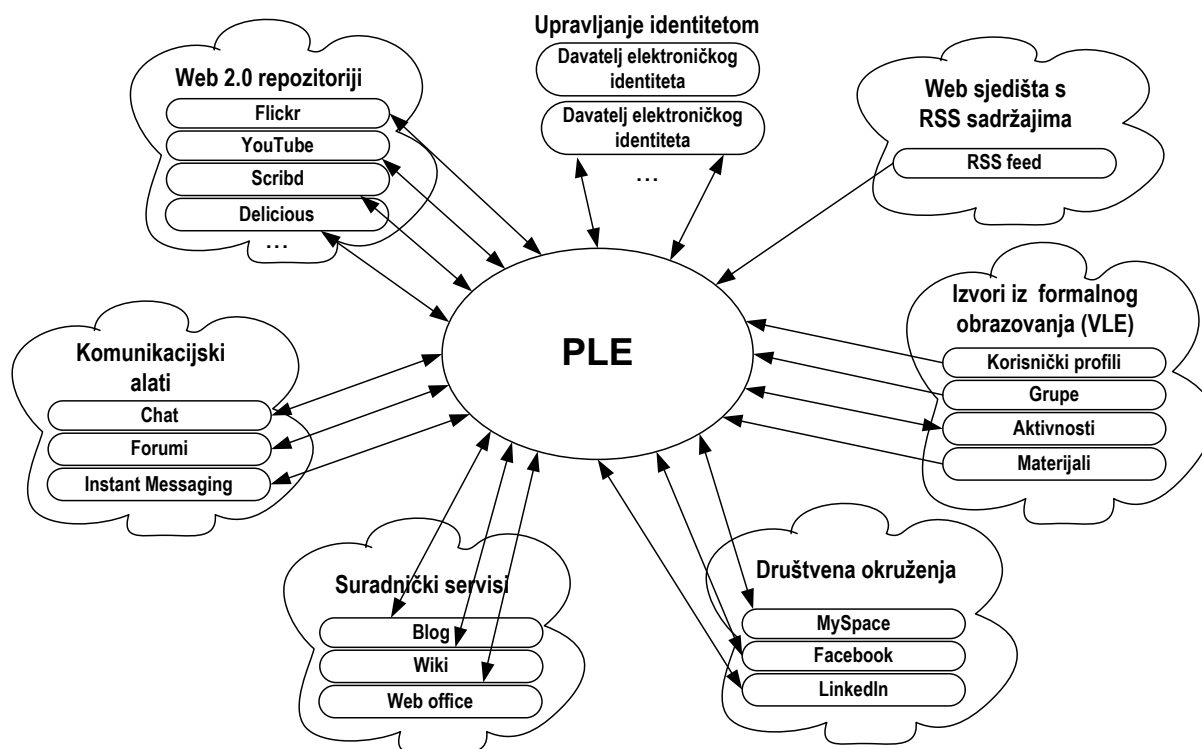 Upravljanje identitetom
Davatelj elektroničkog
identiteta
Davatelj elektroničkog
identiteta
...
Web 2.0 repozitoriji
Flickr
YouTube
Scribd
Delicious
...
Web sjedišta s
RSS sadržajima
RSS feed
PLE
Izvori iz formalnog
obrazovanja (VLE)
Korisnički profili
Grupe
Aktivnosti
Materijali
Komunikacijski
alati
Chat
Forumi
Instant Messaging
Suradnički servisi
Blog
Wiki
Web office
Društvena okruženja
MySpace
Facebook
LinkedIn